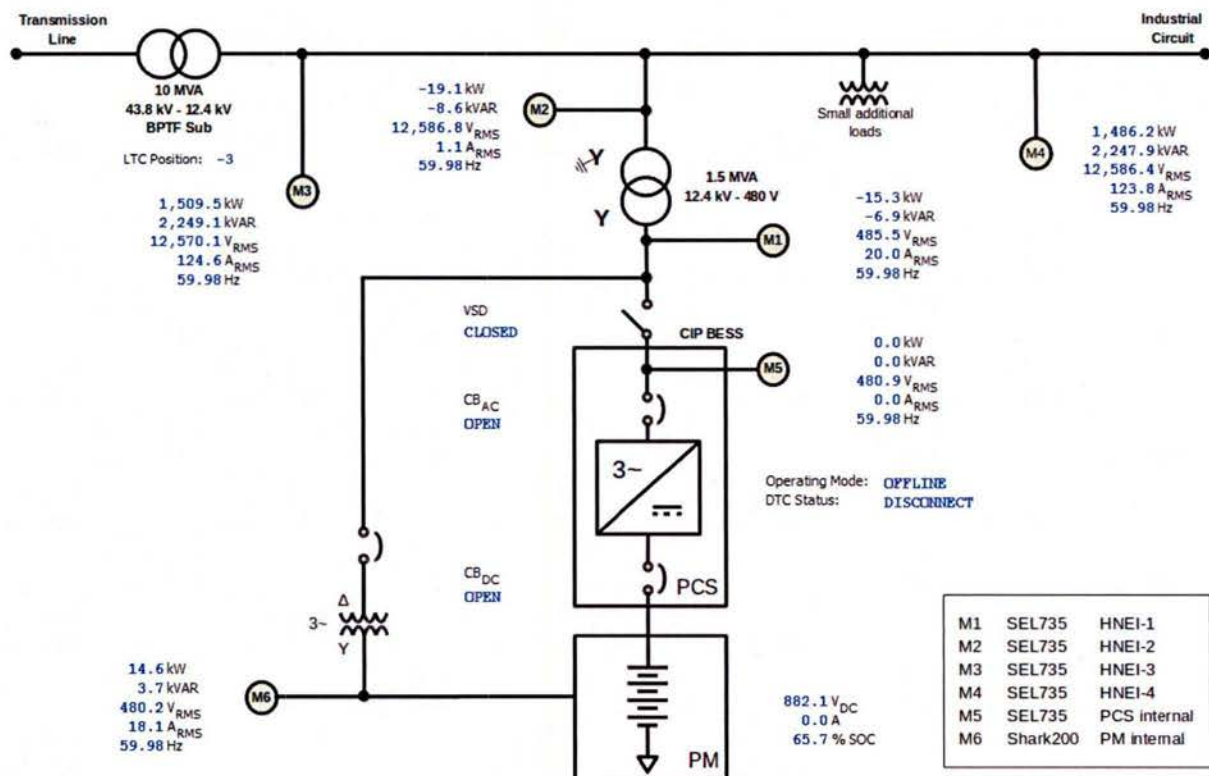 Transmission
Line
Industrial
Circuit
10 MVA
43.8 kV - 12.4 kV
BPTF Sub
LTC Position: -3
M3
1,509.5 kW
2,249.1 kVAR
12,570.1 VRMS
124.6 ARMS
59.98 Hz
-19.1 kW
-8.6 kVAR
12,586.8 VRMS
1.1 ARMS
59.98 Hz
M2
Y
Y
1.5 MVA
12.4 kV - 480 V
Small additional
loads
M4
1,486.2 kW
2,247.9 kVAR
12,586.4 VRMS
123.8 ARMS
59.98 Hz
M1
-15.3 kW
-6.9 kVAR
485.5 VRMS
20.0 ARMS
59.98 Hz
VSD
CLOSED
CIP BESS
M5
0.0 kW
0.0 kVAR
480.9 VRMS
0.0 ARMS
59.98 Hz
CBAC
OPEN
3~
Operating Mode: OFFLINE
DTC Status: DISCONNECT
CBDC
OPEN
PCS
Δ
3~
Y
14.6 kW
3.7 kVAR
480.2 VRMS
18.1 ARMS
59.98 Hz
M6
882.1 VDC
0.0 A
65.7 % SOC
PM
M1 SEL735 HNEI-1
M2 SEL735 HNEI-2
M3 SEL735 HNEI-3
M4 SEL735 HNEI-4
M5 SEL735 PCS internal
M6 Shark200 PM internal